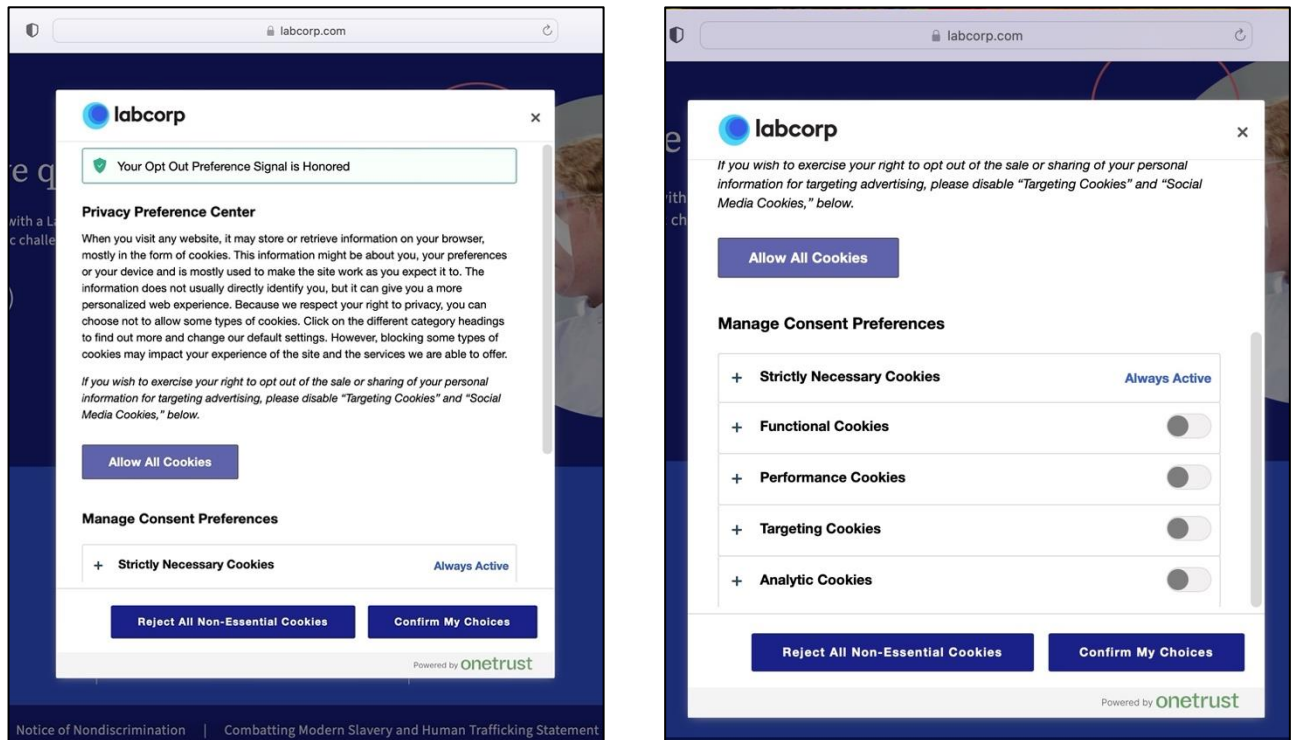 labcorp.com
labcorp
×
Your Opt Out Preference Signal is Honored
Privacy Preference Center
When you visit any website, it may store or retrieve information on your browser,
mostly in the form of cookies. This information might be about you, your preferences
or your device and is mostly used to make the site work as you expect it to. The
information does not usually directly identify you, but it can give you a more
personalized web experience. Because we respect your right to privacy, you can
choose not to allow some types of cookies. Click on the different category headings
to find out more and change our default settings. However, blocking some types of
cookies may impact your experience of the site and the services we are able to offer.
If you wish to exercise your right to opt out of the sale or sharing of your personal
information for targeting advertising, please disable “Targeting Cookies” and “Social
Media Cookies,” below.
Allow All Cookies
Manage Consent Preferences
+ Strictly Necessary Cookies Always Active
Reject All Non-Essential Cookies Confirm My Choices
Powered by onetrust
e q
with a La
c challe
)
Notice of Nondiscrimination | Combatting Modern Slavery and Human Trafficking Statement
labcorp.com
labcorp
×
If you wish to exercise your right to opt out of the sale or sharing of your personal
information for targeting advertising, please disable “Targeting Cookies” and “Social
Media Cookies,” below.
Allow All Cookies
Manage Consent Preferences
+ Strictly Necessary Cookies Always Active
+ Functional Cookies
+ Performance Cookies
+ Targeting Cookies
+ Analytic Cookies
Reject All Non-Essential Cookies Confirm My Choices
Powered by onetrust
e
with
ch